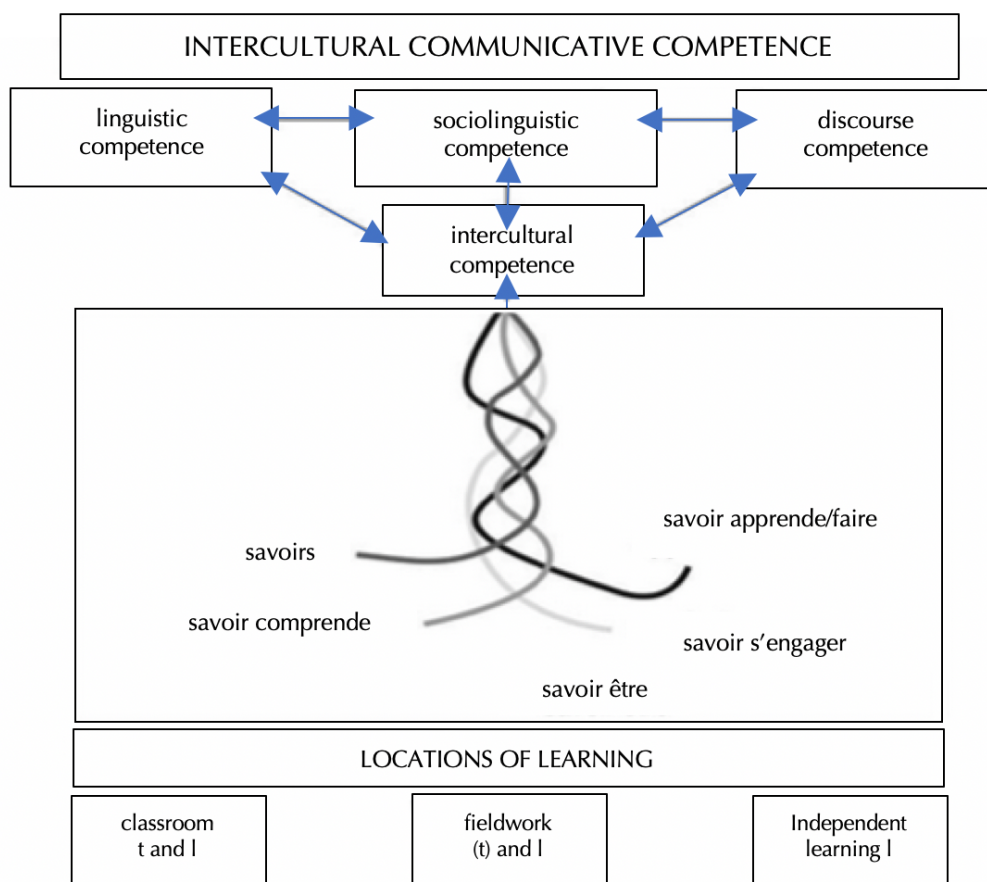 INTERCULTURAL COMMUNICATIVE COMPETENCE
linguistic
competence
sociolinguistic
competence
discourse
competence
intercultural
competence
savoir apprende/faire
savoirs
savoir comprende
savoir s’engager
savoir être
LOCATIONS OF LEARNING
classroom
t and l
fieldwork
(t) and l
Independent
learning l